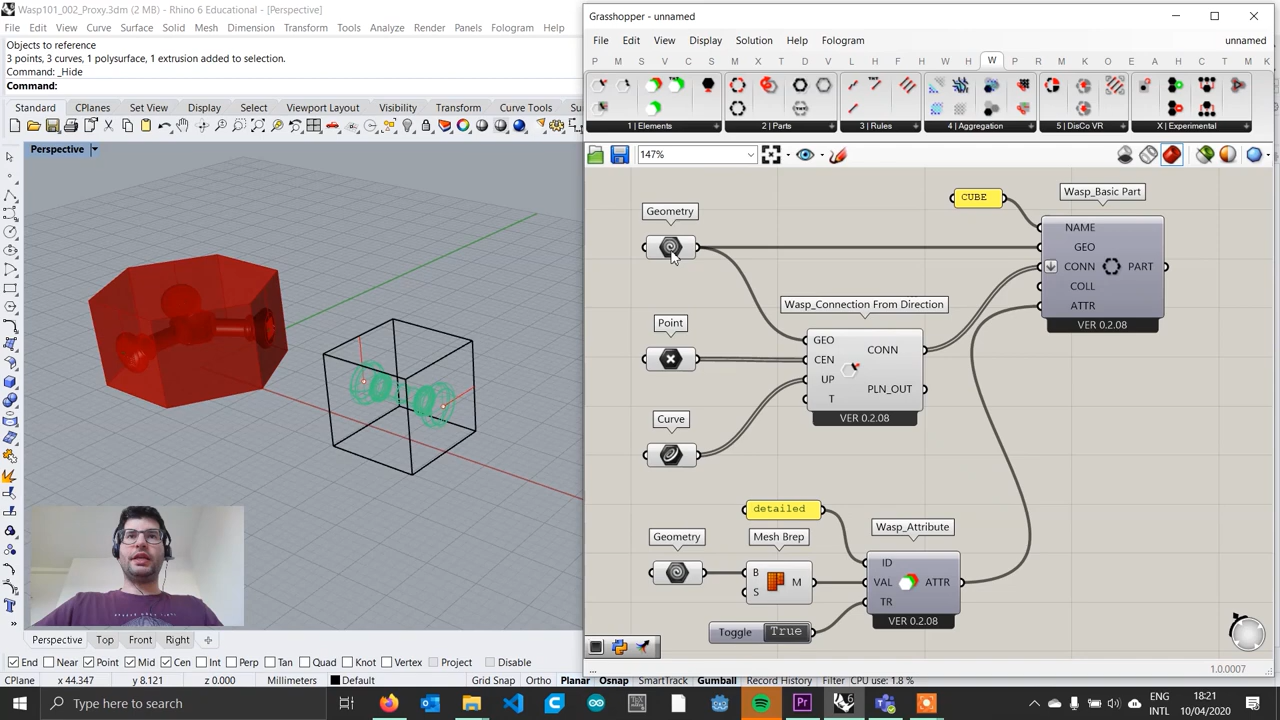 Wasp101_002_Proxy.3dm (2 MB) - Rhino 6 Educational - [Perspective]
File Edit View Curve Surface Solid Mesh Dimension Transform Tools Analyze Render Panels Fologram Help
Objects to reference
3 points, 3 curves, 1 polysurface, 1 extrusion added to selection.
Command: _Hide
Command:
Standard CPlanes Set View Display Select Viewport Layout Visibility Transform Curve Tools Su
Perspective
Grasshopper - unnamed
File Edit View Display Solution Help Fologram unnamed
P M S V C S M X T D K L R W M W P R E A P M K
1 | Elements 2 | Parts 3 | Rules 4 | Aggregation 5 | DisCo VR X | Experimental
147%
CUBE
Wasp_Basic Part
NAME
GEO
CONN
COLL
ATTR
PART
VER 0.2.08
Geometry
Wasp_Connection From Direction
GEO
CEN
UP
T
CONN
PLN_OUT
VER 0.2.08
Point
Curve
detailed
Geometry
Mesh Brep
B
S
M
Wasp_Attribute
ID
VAL
TR
ATTR
VER 0.2.08
Toggle True
...
1.0.0007
Perspective Top Front Right
End Near Point Mid Cen Int Perp Tan Quad Knot Vertex Project Disable
CPlane x 44.347 y 8.121 z 0.000 Millimeters Default Grid Snap Ortho Planar Osnap SmartTrack Gumball Record History Filter CPU use: 1.8 %
Type here to search
ENG
INTL
18:21
10/04/2020